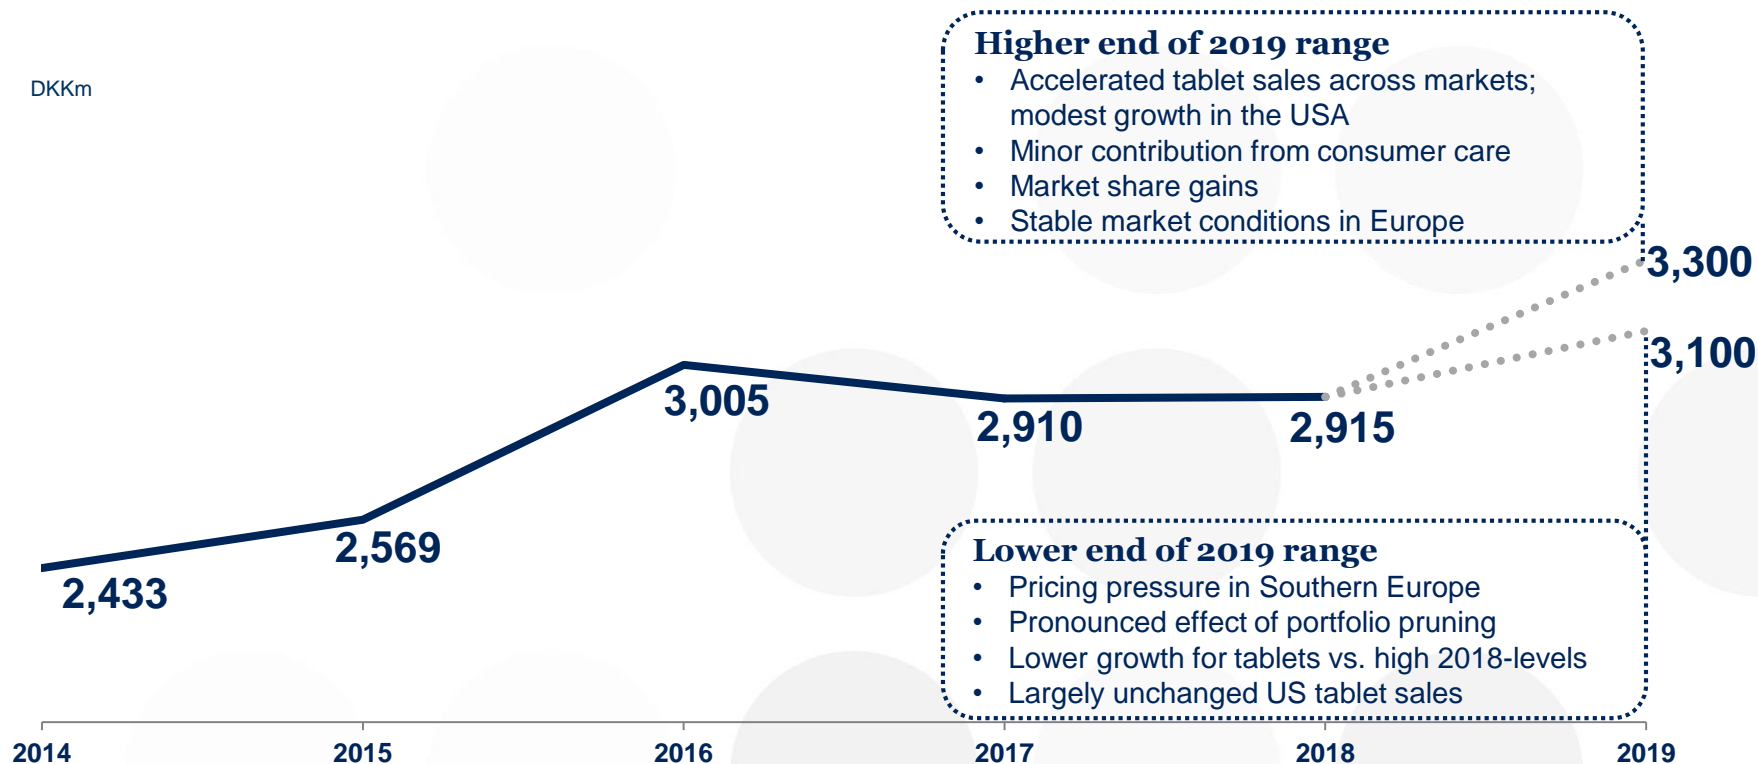 DKKm
Higher end of 2019 range
• Accelerated tablet sales across markets;
modest growth in the USA
• Minor contribution from consumer care
• Market share gains
• Stable market conditions in Europe
3,300
3,100
3,005
2,910
2,915
2,569
2,433
Lower end of 2019 range
• Pricing pressure in Southern Europe
• Pronounced effect of portfolio pruning
• Lower growth for tablets vs. high 2018-levels
• Largely unchanged US tablet sales
2014
2015
2016
2017
2018
2019